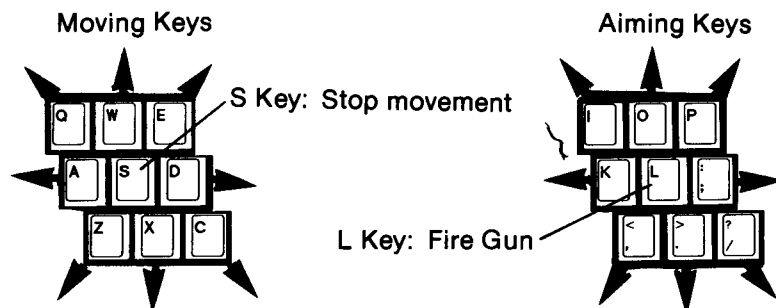 Moving Keys
Aiming Keys
Q W E
S Key: Stop movement
I O P
A S D
K L : ;
Z X C
L Key: Fire Gun
< , > . ? /